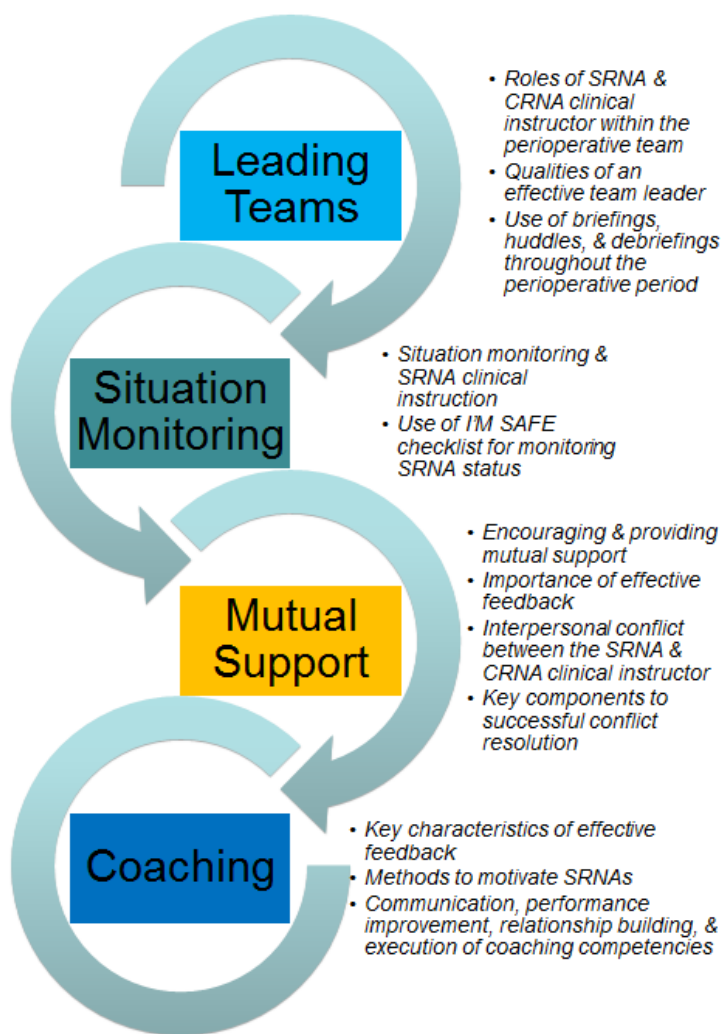 Leading
Teams
• Roles of SRNA &
CRNA clinical
instructor within the
perioperative team
• Qualities of an
effective team leader
• Use of briefings,
huddles, & debriefings
throughout the
perioperative period
Situation
Monitoring
• Situation monitoring &
SRNA clinical
instruction
• Use of I'M SAFE
checklist for monitoring
SRNA status
Mutual
Support
• Encouraging & providing
mutual support
• Importance of effective
feedback
• Interpersonal conflict
between the SRNA &
CRNA clinical instructor
• Key components to
successful conflict
resolution
Coaching
• Key characteristics of effective
feedback
• Methods to motivate SRNAs
• Communication, performance
improvement, relationship building, &
execution of coaching competencies